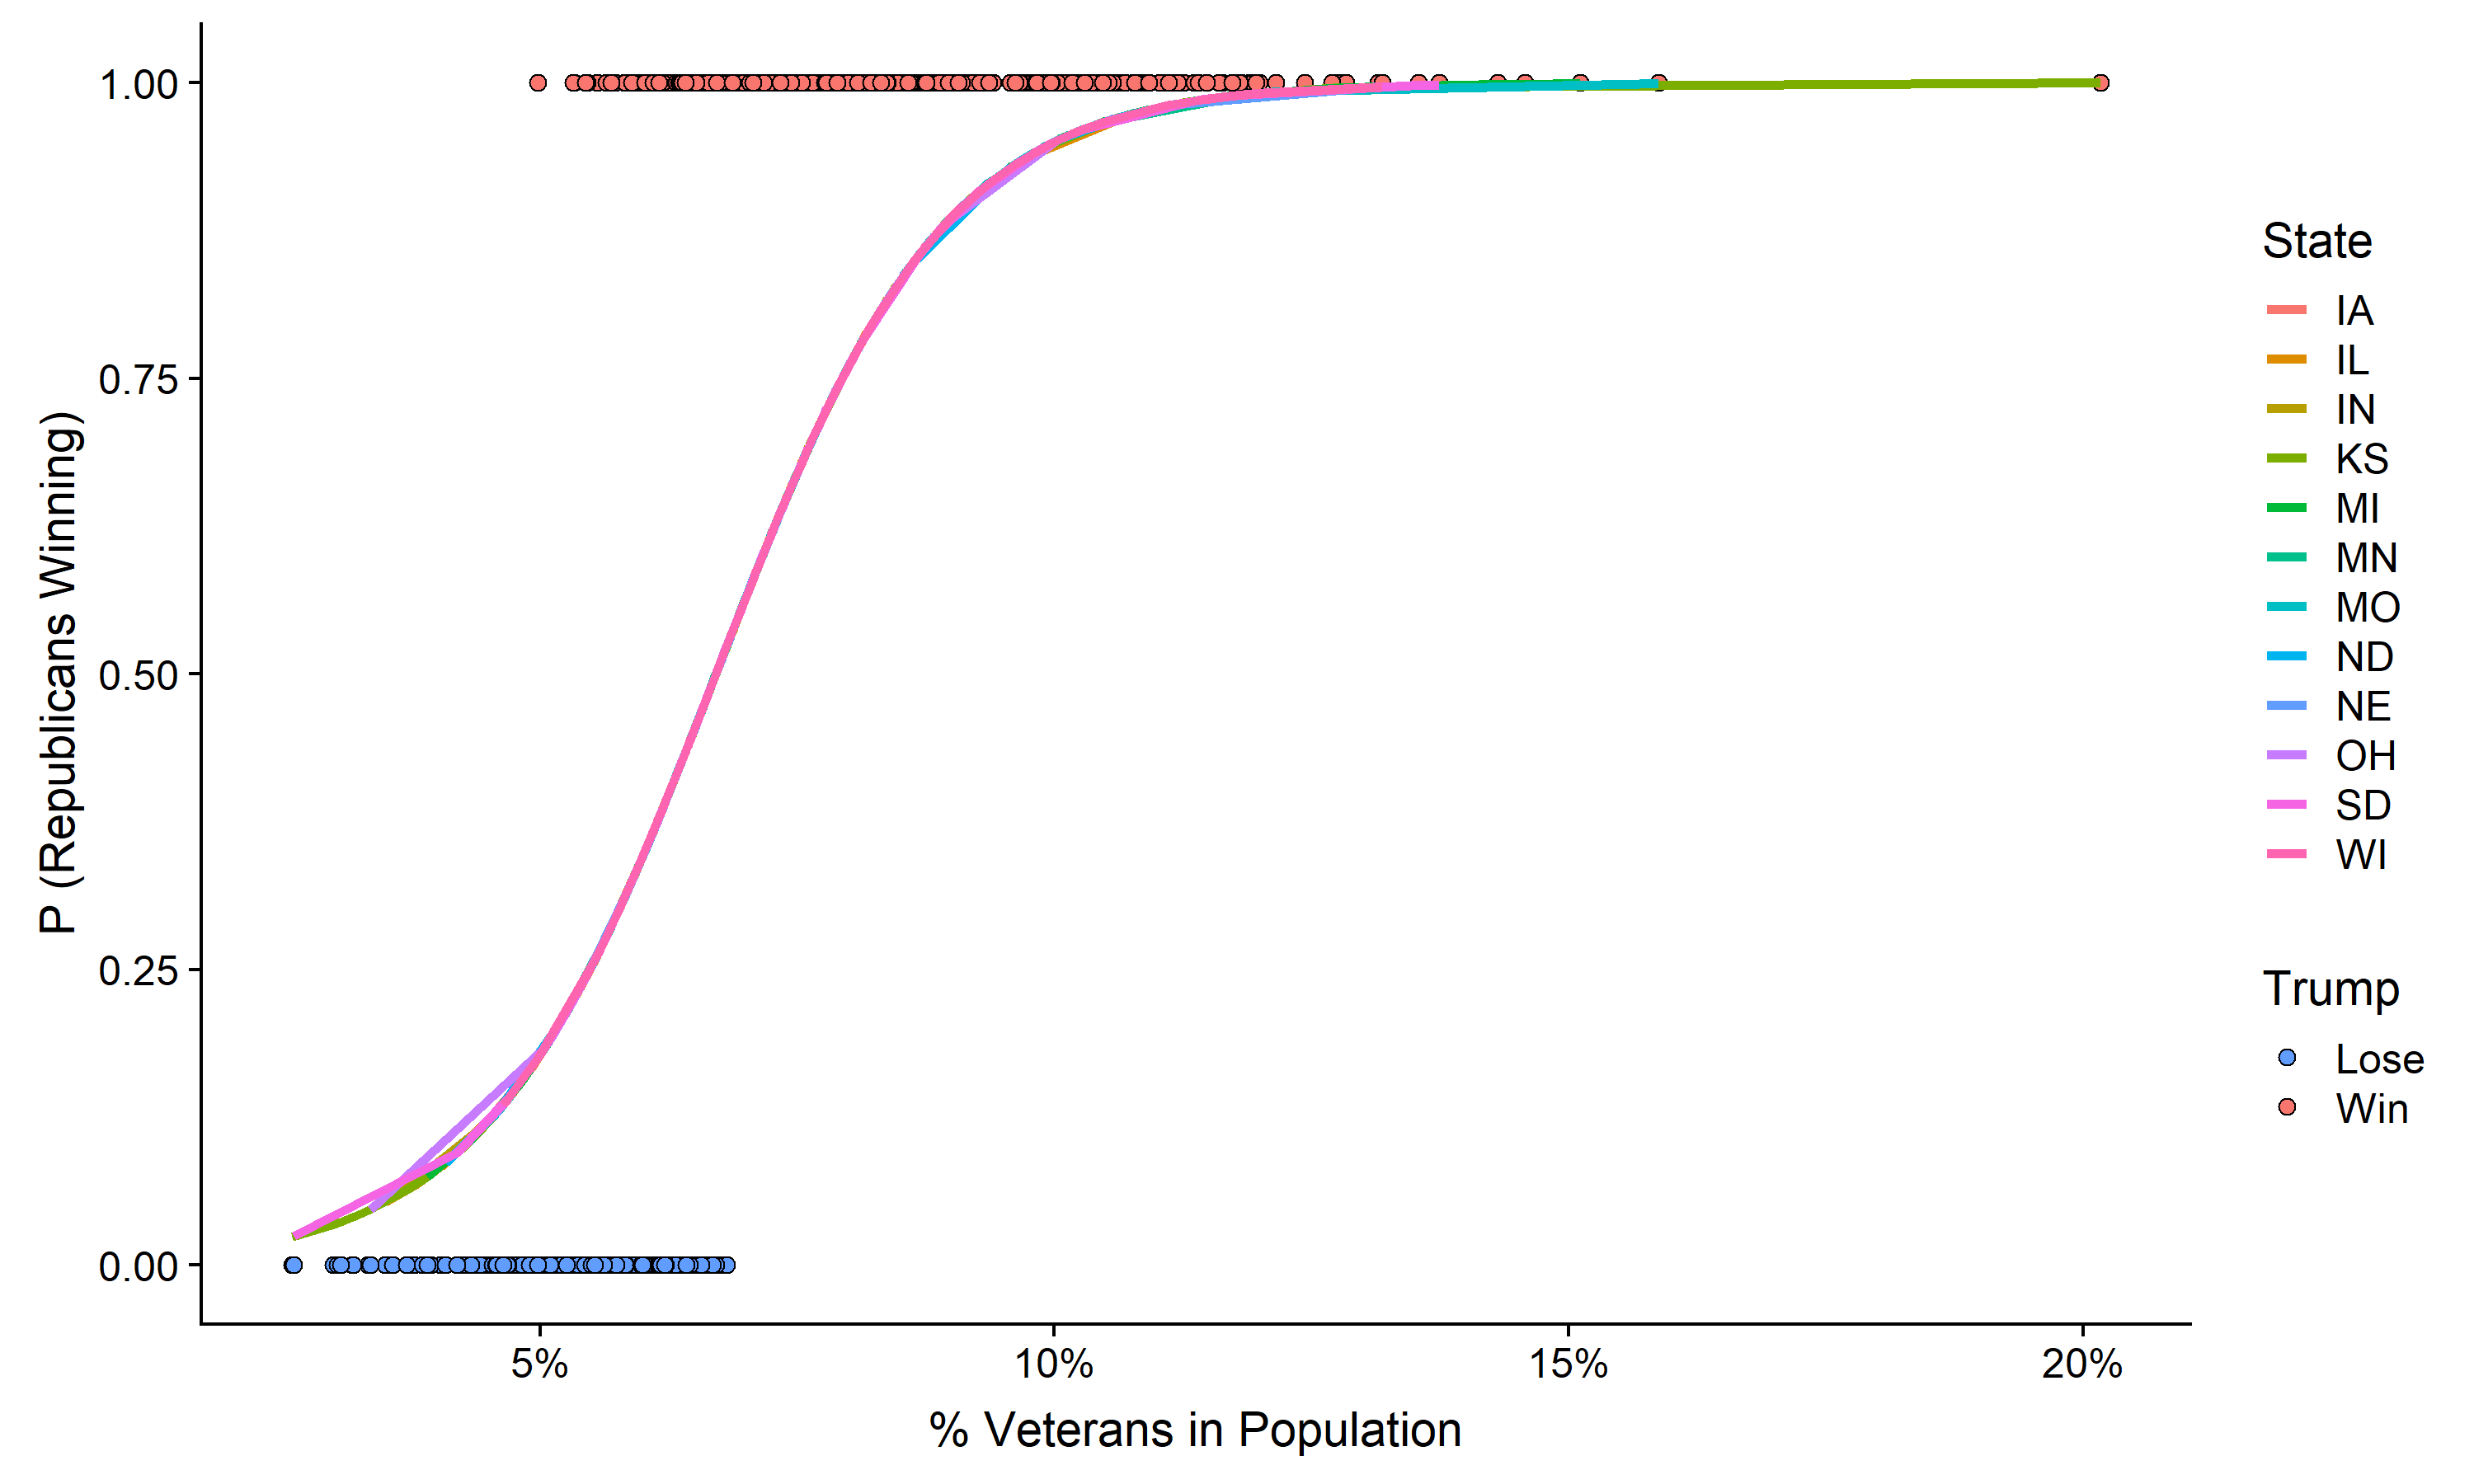 P (Republicans Winning)
1.00
0.75
0.50
0.25
0.00
5%
10%
15%
20%
% Veterans in Population
State
IA
IL
IN
KS
MI
MN
MO
ND
NE
OH
SD
WI
Trump
Lose
Win